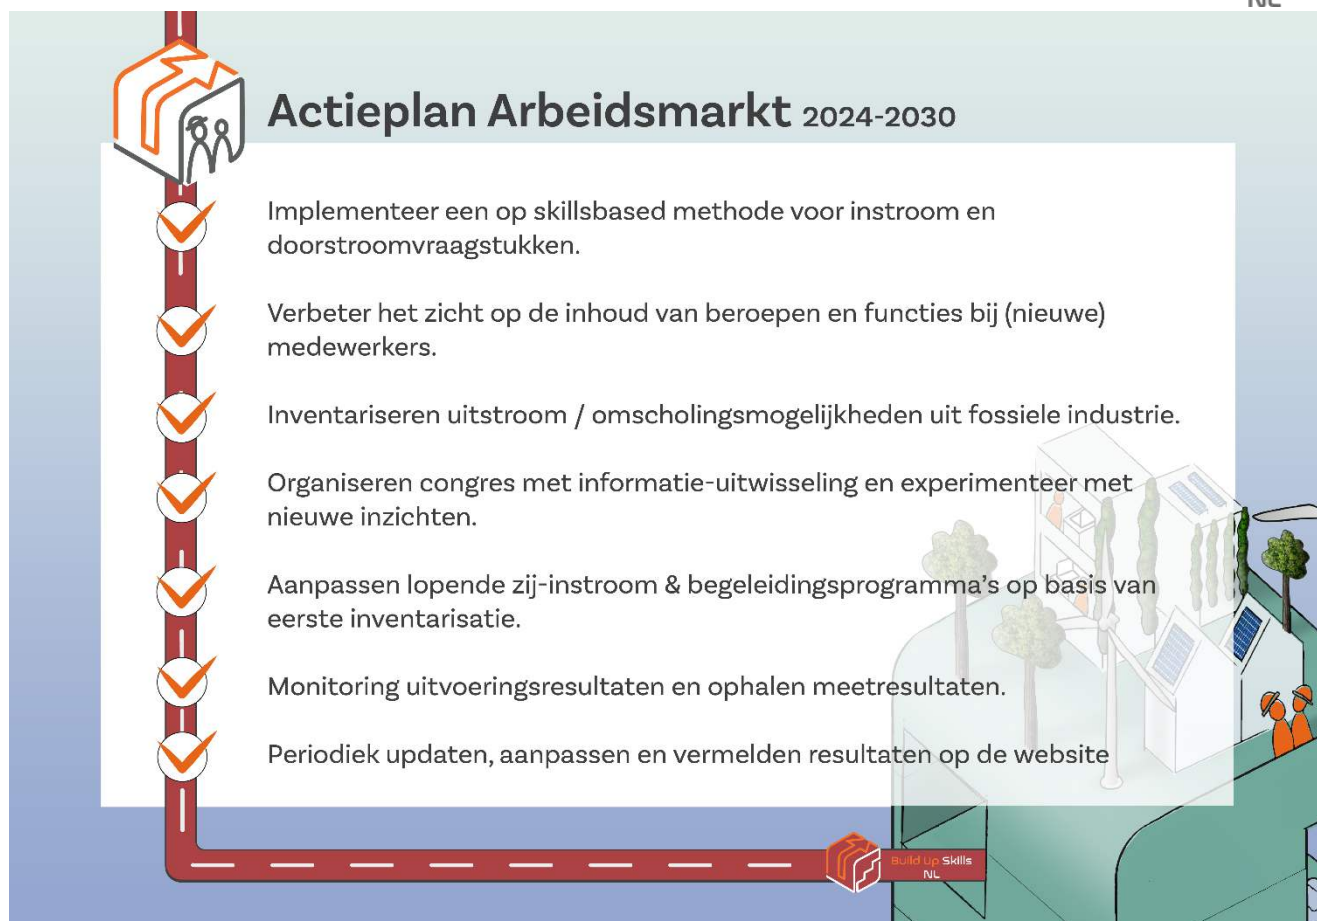 NL
Actieplan Arbeidsmarkt 2024-2030
Implementeer een op skillsbased methode voor instroom en
doorstroomvraagstukken.
Verbeter het zicht op de inhoud van beroepen en functies bij (nieuwe)
medewerkers.
Inventariseren uitstroom / omscholingsmogelijkheden uit fossiele industrie.
Organiseren congres met informatie-uitwisseling en experimenteer met
nieuwe inzichten.
Aanpassen lopende zij-instroom & begeleidingsprogramma's op basis van
eerste inventarisatie.
Monitoring uitvoeringsresultaten en ophalen meetresultaten.
Periodiek updaten, aanpassen en vermelden resultaten op de website
Build Up Skills
NL